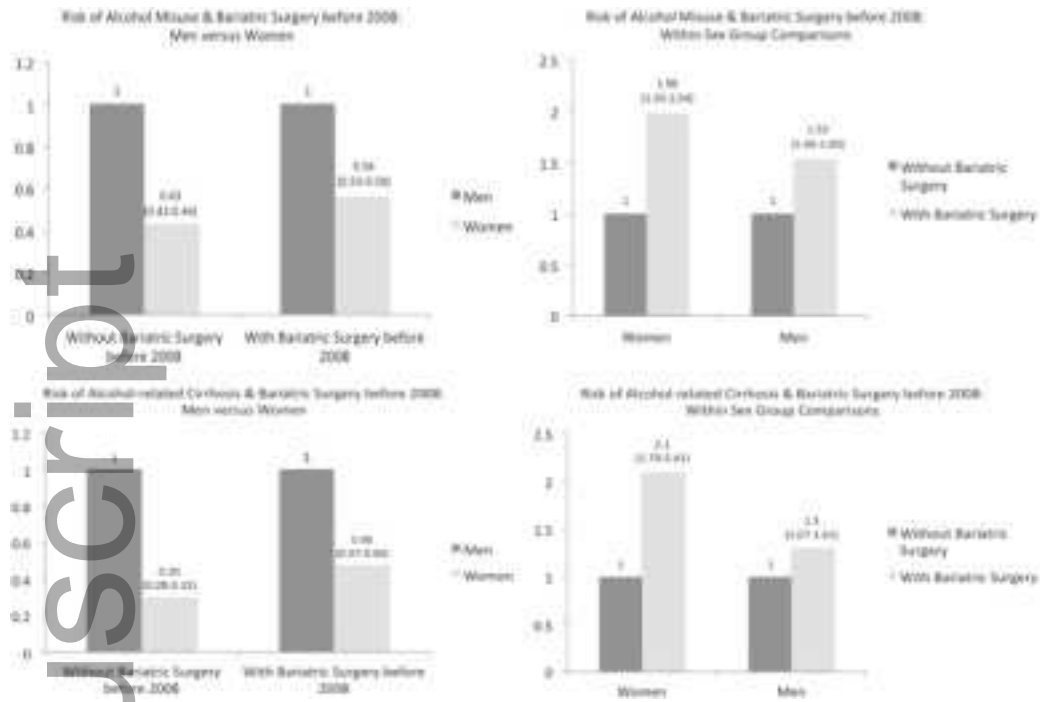 Risk of Alcohol Misuse & Bariatric Surgery before 2008:
Men versus Women
1.2
1
0.8
0.6
0.4
0.2
0
1
0.43
1
0.56
Men
Women
Without Bariatric Surgery
before 2008
With Bariatric Surgery before
2008
Risk of Alcohol Misuse & Bariatric Surgery before 2008:
Within Sex Group Comparisons
2.5
2
1.5
1
0.5
0
1
1.98
1
Without Bariatric
Surgery
With Bariatric Surgery
Women
Men
Risk of Alcohol-related Cirrhosis & Bariatric Surgery before 2008:
Men versus Women
1.2
1
0.8
0.6
0.4
0.2
0
1
1
Men
Women
Without Bariatric Surgery
before 2008
With Bariatric Surgery before
2008
Risk of Alcohol-related Cirrhosis & Bariatric Surgery before 2008:
Within Sex Group Comparisons
2.5
2
1.5
1
0.5
0
1
2.1
1
1.3
Without Bariatric
Surgery
With Bariatric Surgery
Women
Men
uscript